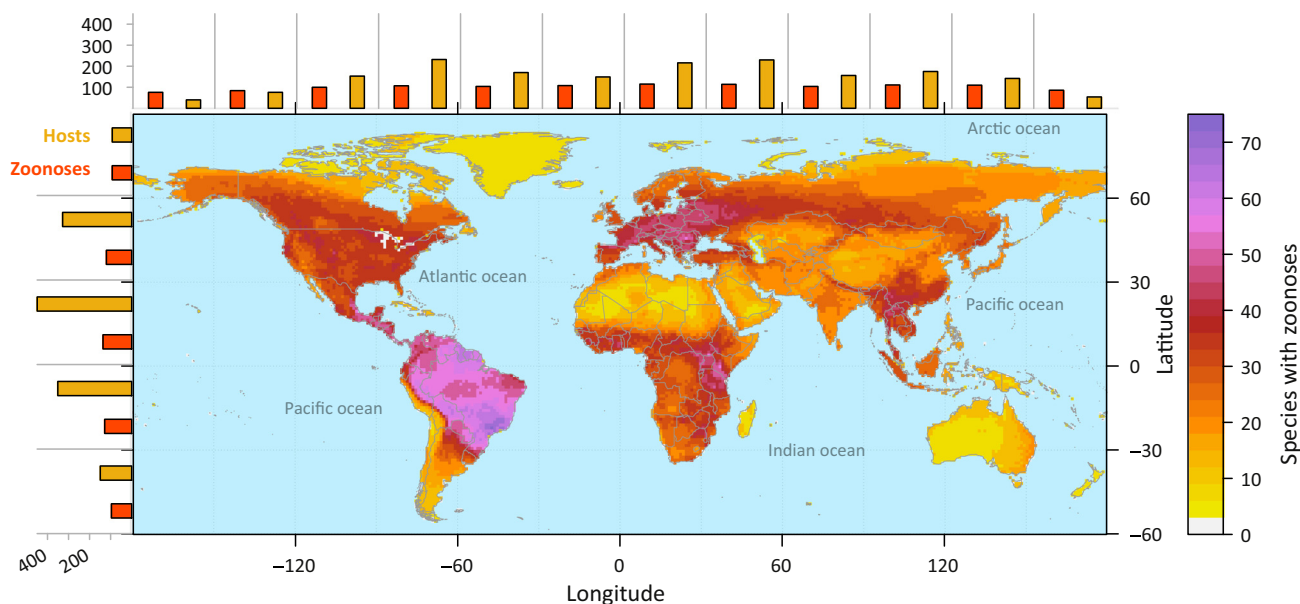 400
300
200
100
Hosts
Zoonoses
Arctic ocean
Atlantic ocean
Pacific ocean
Pacific ocean
Indian ocean
60
30
0
−30
−60
Latitude
70
60
50
40
30
20
10
0
Species with zoonoses
400
200
−120
−60
0
60
120
Longitude